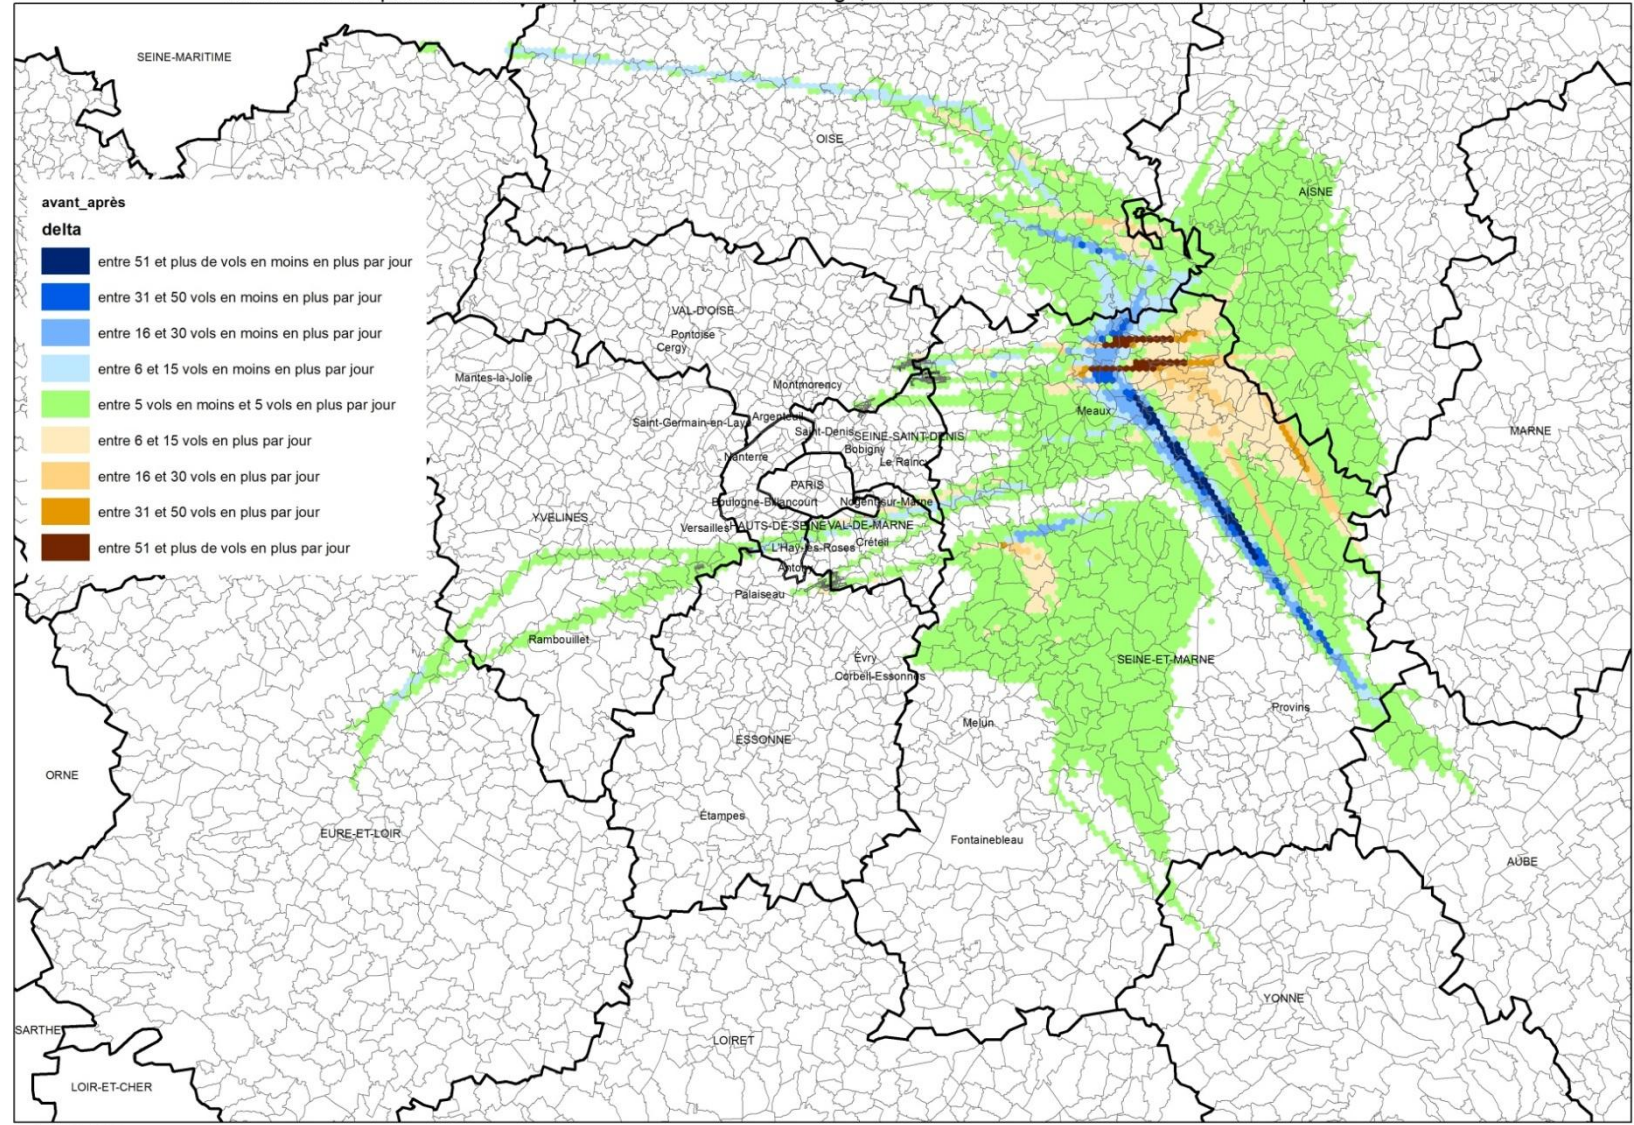 SEINE-MARITIME
OISE
AISNE
avant_après
delta
entre 51 et plus de vols en moins en plus par jour
entre 31 et 50 vols en moins en plus par jour
entre 16 et 30 vols en moins en plus par jour
entre 6 et 15 vols en moins en plus par jour
entre 5 vols en moins et 5 vols en plus par jour
entre 6 et 15 vols en plus par jour
entre 16 et 30 vols en plus par jour
entre 31 et 50 vols en plus par jour
entre 51 et plus de vols en plus par jour
VAL-D'OISE
Pontoise
Cergy
Mantes-la-Jolie
Montmorency
Meaux
Argenteuil
Saint-Germain-en-Laye
Saint-Denis
SEINE-SAINT-DENIS
MARNE
Bobigny
Nanterre
Le Raincy
PARIS
Boulogne-Billancourt
Nogent-sur-Marne
YVELINES
Versailles
HAUTS-DE-SEINE
VAL-DE-MARNE
Créteil
L'Haÿ-les-Roses
Antony
Palaiseau
Rambouillet
Évry
SEINE-ET-MARNE
Corbeil-Essonnes
Provins
Melun
ESSONNE
ORNE
Étampes
EURE-ET-LOIR
Fontainebleau
AUBE
YONNE
SARTHE
LOIRET
LOIR-ET-CHER